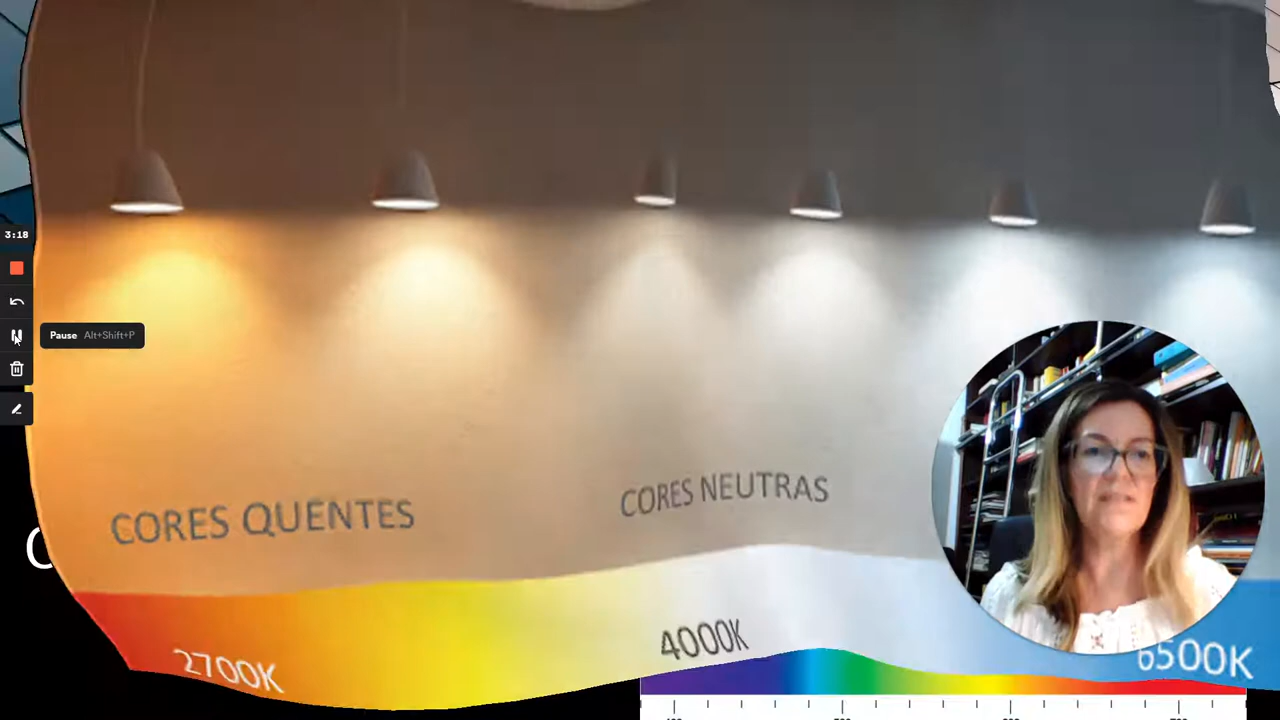 3:18
Pause Alt+Shift+P
CORES QUENTES
CORES NEUTRAS
2700K
4000K
6500K